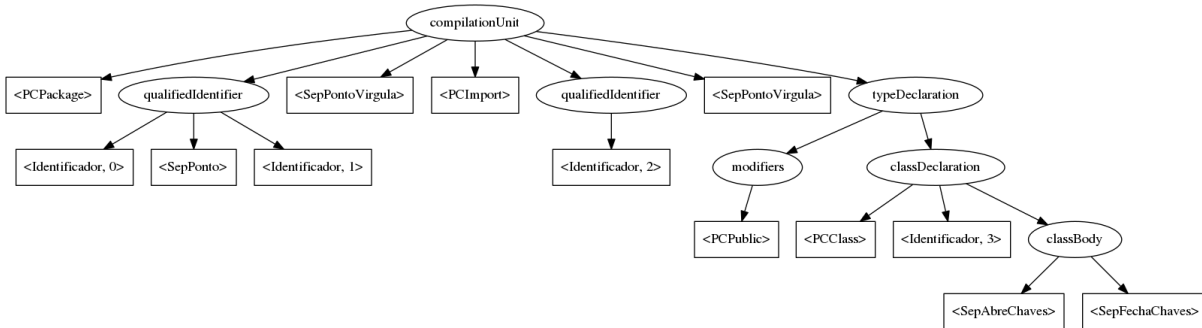 compilationUnit
<PCPackage>
qualifiedIdentifier
<SepPontoVirgula>
<PCImport>
qualifiedIdentifier
<SepPontoVirgula>
typeDeclaration
<Identificador, 0>
<SepPonto>
<Identificador, 1>
<Identificador, 2>
modifiers
classDeclaration
<PCPublic>
<PCClass>
<Identificador, 3>
classBody
<SepAbreChaves>
<SepFechaChaves>